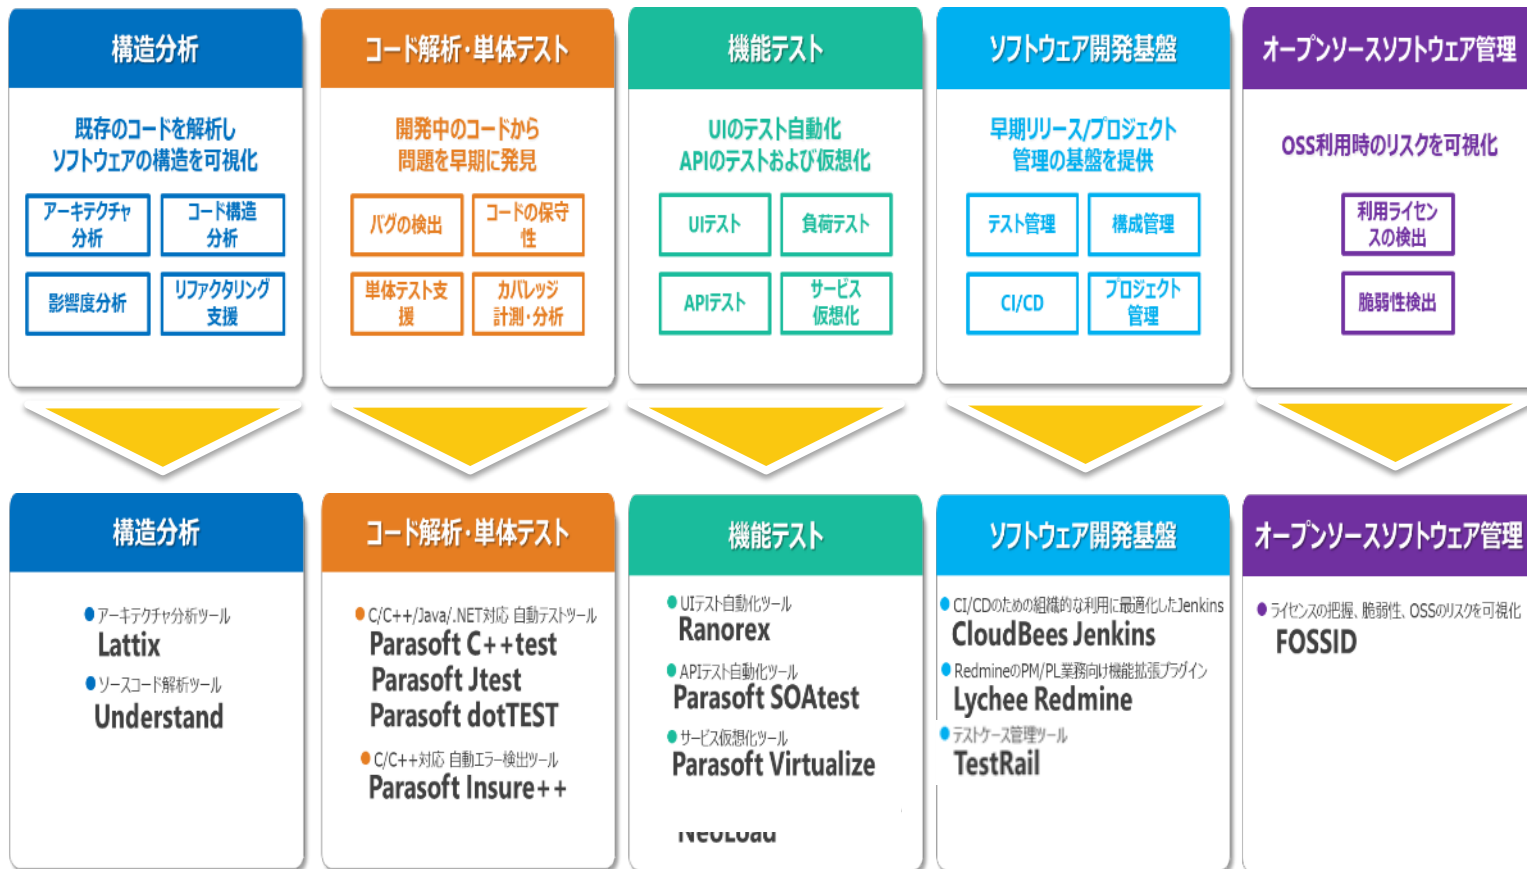 構造分析
既存のコードを解析し
ソフトウェアの構造を可視化
アーキテクチャ
分析
コード構造
分析
影響度分析
リファクタリング
支援
コード解析・単体テスト
開発中のコードから
問題を早期に発見
バグの検出
コードの保守
性
単体テスト支
援
カバレッジ
計測・分析
機能テスト
UIのテスト自動化
APIのテストおよび仮想化
UIテスト
負荷テスト
APIテスト
サービス
仮想化
ソフトウェア開発基盤
早期リリース/プロジェクト
管理の基盤を提供
テスト管理
構成管理
CI/CD
プロジェクト
管理
オープンソースソフトウェア管理
OSS利用時のリスクを可視化
利用ライセン
スの検出
脆弱性検出
構造分析
●アーキテクチャ分析ツール
Lattix
●ソースコード解析ツール
Understand
コード解析・単体テスト
●C/C++/Java/.NET対応 自動テストツール
Parasoft C++test
Parasoft Jtest
Parasoft dotTEST
●C/C++対応 自動エラー検出ツール
Parasoft Insure++
機能テスト
●UIテスト自動化ツール
Ranorex
●APIテスト自動化ツール
Parasoft SOAtest
●サービス仮想化ツール
Parasoft Virtualize
NeoLoad
ソフトウェア開発基盤
●CI/CDのための組織的な利用に最適化したJenkins
CloudBees Jenkins
●RedmineのPM/PL業務向け機能拡張プラグイン
Lychee Redmine
●テストケース管理ツール
TestRail
オープンソースソフトウェア管理
●ライセンスの把握、脆弱性、OSSのリスクを可視化
FOSSID